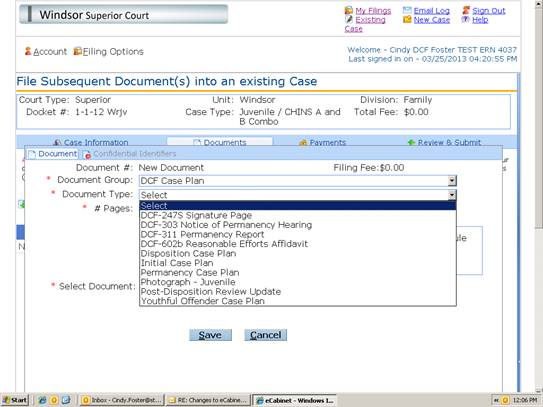 Windsor Superior Court
My Filings Email Log Sign Out
Existing Case New Case Help
Account eFiling Options
Welcome - Cindy DCF Foster TEST ERN 4037
Last signed in on - 03/25/2013 04:20:55 PM
File Subsequent Document(s) into an existing Case
Court Type: Superior Unit: Windsor Division: Family
Docket #: 1-1-12 Wrjv Case Type: Juvenile / CHINS A and B Combo Total Fee: $0.00
Case Information Documents Payments Review & Submit
Document Confidential Identifiers
Document #: New Document Filing Fee:$0.00
* Document Group: DCF Case Plan
* Document Type: Select
* # Pages:
Select
DCF-247S Signature Page
DCF-303 Notice of Permanency Hearing
DCF-311 Permanency Report
DCF-602b Reasonable Efforts Affidavit
Disposition Case Plan
Initial Case Plan
Permanency Case Plan
Photograph - Juvenile
Post-Disposition Review Update
Youthful Offender Case Plan
* Select Document:
Save Cancel
Start Inbox - Cindy.Foster@st... RE: Changes to eCabine... eCabinet - Windows I... 12:06 PM